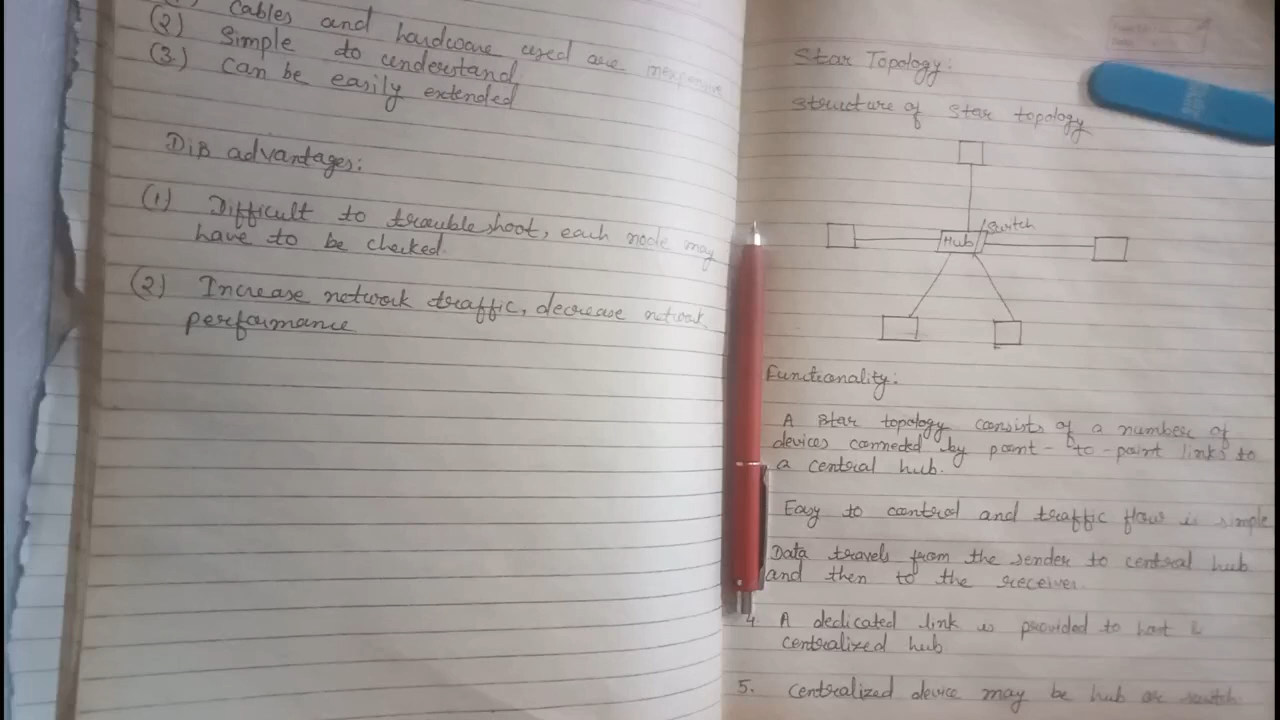 cables and hardware used are inexpensive
(2) Simple to understand
(3) can be easily extended
Dis advantages:
(1) Difficult to trouble shoot, each node may
have to be checked.
(2) Increase network traffic, decrease network
performance
Star Topology:
Structure of star topology
Switch
Hub
Functionality:
A star topology consists of a number of
devices connected by point-to-point links to
a central hub.
Easy to control and traffic flow is simple
Data travels from the sender to central hub
and then to the receiver.
4. A dedicated link is provided to host &
centralized hub
5. Centralized device may be hub or switch